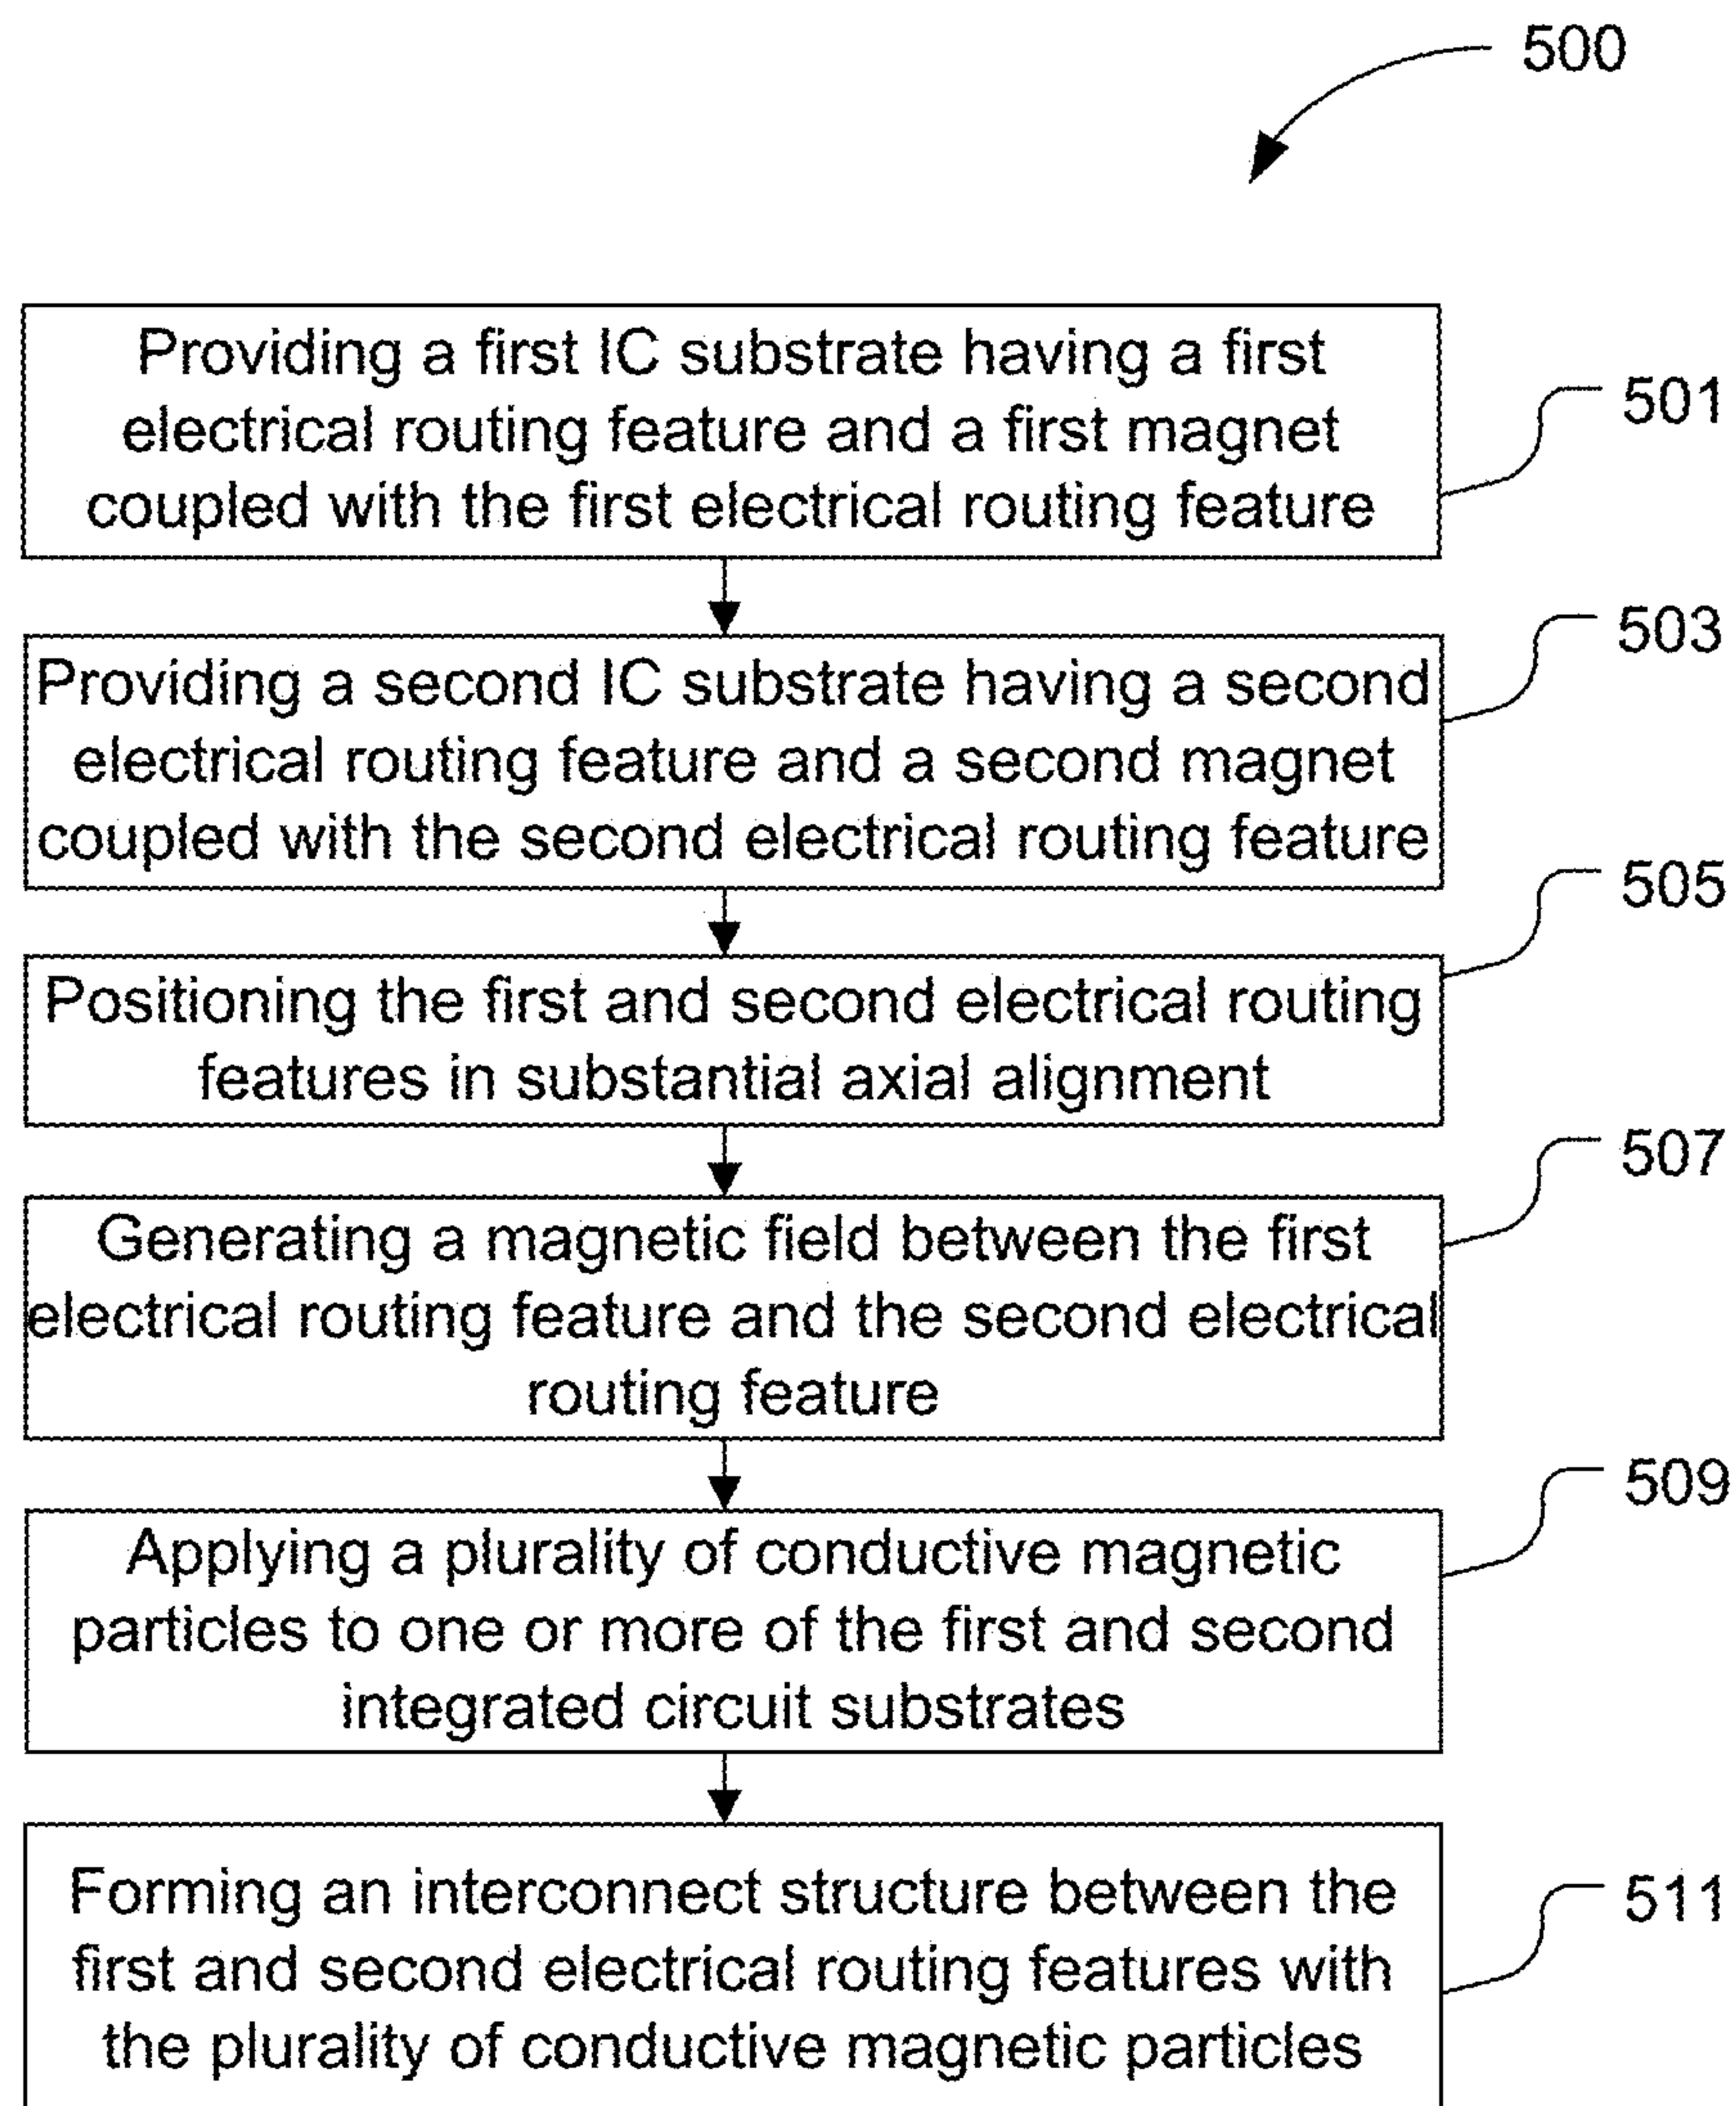 500
Providing a first IC substrate having a first
electrical routing feature and a first magnet
coupled with the first electrical routing feature
501
Providing a second IC substrate having a second
electrical routing feature and a second magnet
coupled with the second electrical routing feature
503
Positioning the first and second electrical routing
features in substantial axial alignment
505
Generating a magnetic field between the first
electrical routing feature and the second electrical
routing feature
507
Applying a plurality of conductive magnetic
particles to one or more of the first and second
integrated circuit substrates
509
Forming an interconnect structure between the
first and second electrical routing features with
the plurality of conductive magnetic particles
511